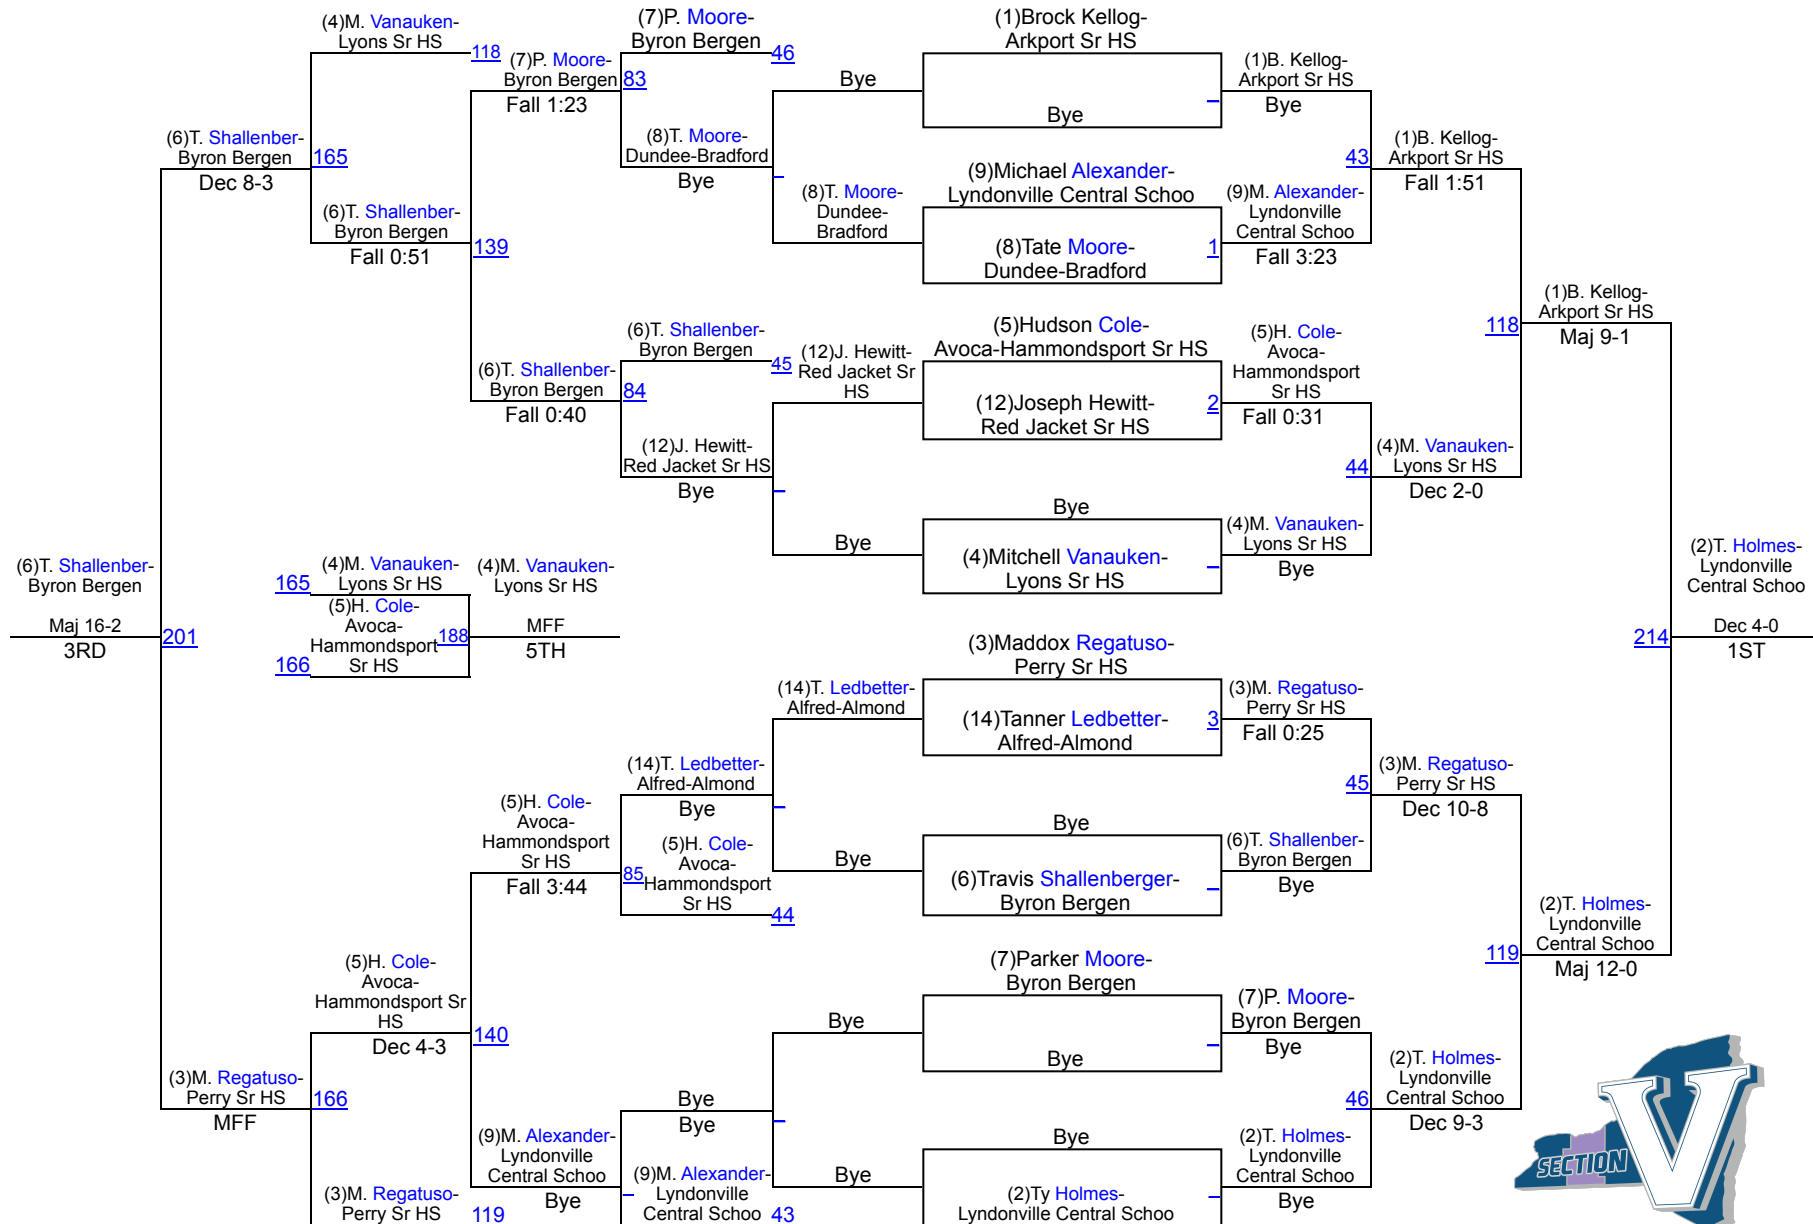 (4)M. Vanauken-
Lyons Sr HS
118
(7)P. Moore-
Byron Bergen
46
(1)Brock Kellog-
Arkport Sr HS
(7)P. Moore-
Byron Bergen
83
Fall 1:23
Bye
(1)B. Kellog-
Arkport Sr HS
Bye
Bye
(6)T. Shallenber-
Byron Bergen
165
Dec 8-3
(8)T. Moore-
Dundee-Bradford
Bye
(1)B. Kellog-
Arkport Sr HS
43
Fall 1:51
(9)Michael Alexander-
Lyndonville Central Schoo
(8)T. Moore-
Dundee-
Bradford
(9)M. Alexander-
Lyndonville
Central Schoo
Fall 3:23
(6)T. Shallenber-
Byron Bergen
139
Fall 0:51
(8)Tate Moore-
Dundee-Bradford
1
(1)B. Kellog-
Arkport Sr HS
118
Maj 9-1
(6)T. Shallenber-
Byron Bergen
45
(5)Hudson Cole-
Avoca-Hammondsport Sr HS
(12)J. Hewitt-
Red Jacket Sr
HS
(5)H. Cole-
Avoca-
Hammondsport
Sr HS
Fall 0:31
(6)T. Shallenber-
Byron Bergen
84
Fall 0:40
(12)Joseph Hewitt-
Red Jacket Sr HS
2
(12)J. Hewitt-
Red Jacket Sr HS
Bye
(4)M. Vanauken-
Lyons Sr HS
44
Dec 2-0
Bye
Bye
(4)M. Vanauken-
Lyons Sr HS
Bye
(4)Mitchell Vanauken-
Lyons Sr HS
(6)T. Shallenber-
Byron Bergen
Maj 16-2
3RD
201
165
(4)M. Vanauken-
Lyons Sr HS
(5)H. Cole-
Avoca-
Hammondsport
Sr HS
166
188
(4)M. Vanauken-
Lyons Sr HS
MFF
5TH
(2)T. Holmes-
Lyndonville
Central Schoo
214
Dec 4-0
1ST
(3)Maddox Regatuso-
Perry Sr HS
(14)T. Ledbetter-
Alfred-Almond
(3)M. Regatuso-
Perry Sr HS
Fall 0:25
(14)Tanner Ledbetter-
Alfred-Almond
3
(14)T. Ledbetter-
Alfred-Almond
Bye
(3)M. Regatuso-
Perry Sr HS
45
Dec 10-8
(5)H. Cole-
Avoca-
Hammondsport
Sr HS
Fall 3:44
85
(5)H. Cole-
Avoca-
Hammondsport
Sr HS
44
Bye
Bye
(6)T. Shallenber-
Byron Bergen
Bye
(6)Travis Shallenberger-
Byron Bergen
(2)T. Holmes-
Lyndonville
Central Schoo
119
Maj 12-0
(5)H. Cole-
Avoca-
Hammondsport Sr
HS
140
Dec 4-3
(7)Parker Moore-
Byron Bergen
Bye
Bye
(7)P. Moore-
Byron Bergen
Bye
(3)M. Regatuso-
Perry Sr HS
166
MFF
Bye
Bye
(2)T. Holmes-
Lyndonville
Central Schoo
46
Dec 9-3
(9)M. Alexander-
Lyndonville
Central Schoo
Bye
(9)M. Alexander-
Lyndonville
Central Schoo
43
Bye
Bye
(2)T. Holmes-
Lyndonville
Central Schoo
Bye
(2)Ty Holmes-
Lyndonville Central Schoo
(3)M. Regatuso-
Perry Sr HS
119
SECTION V